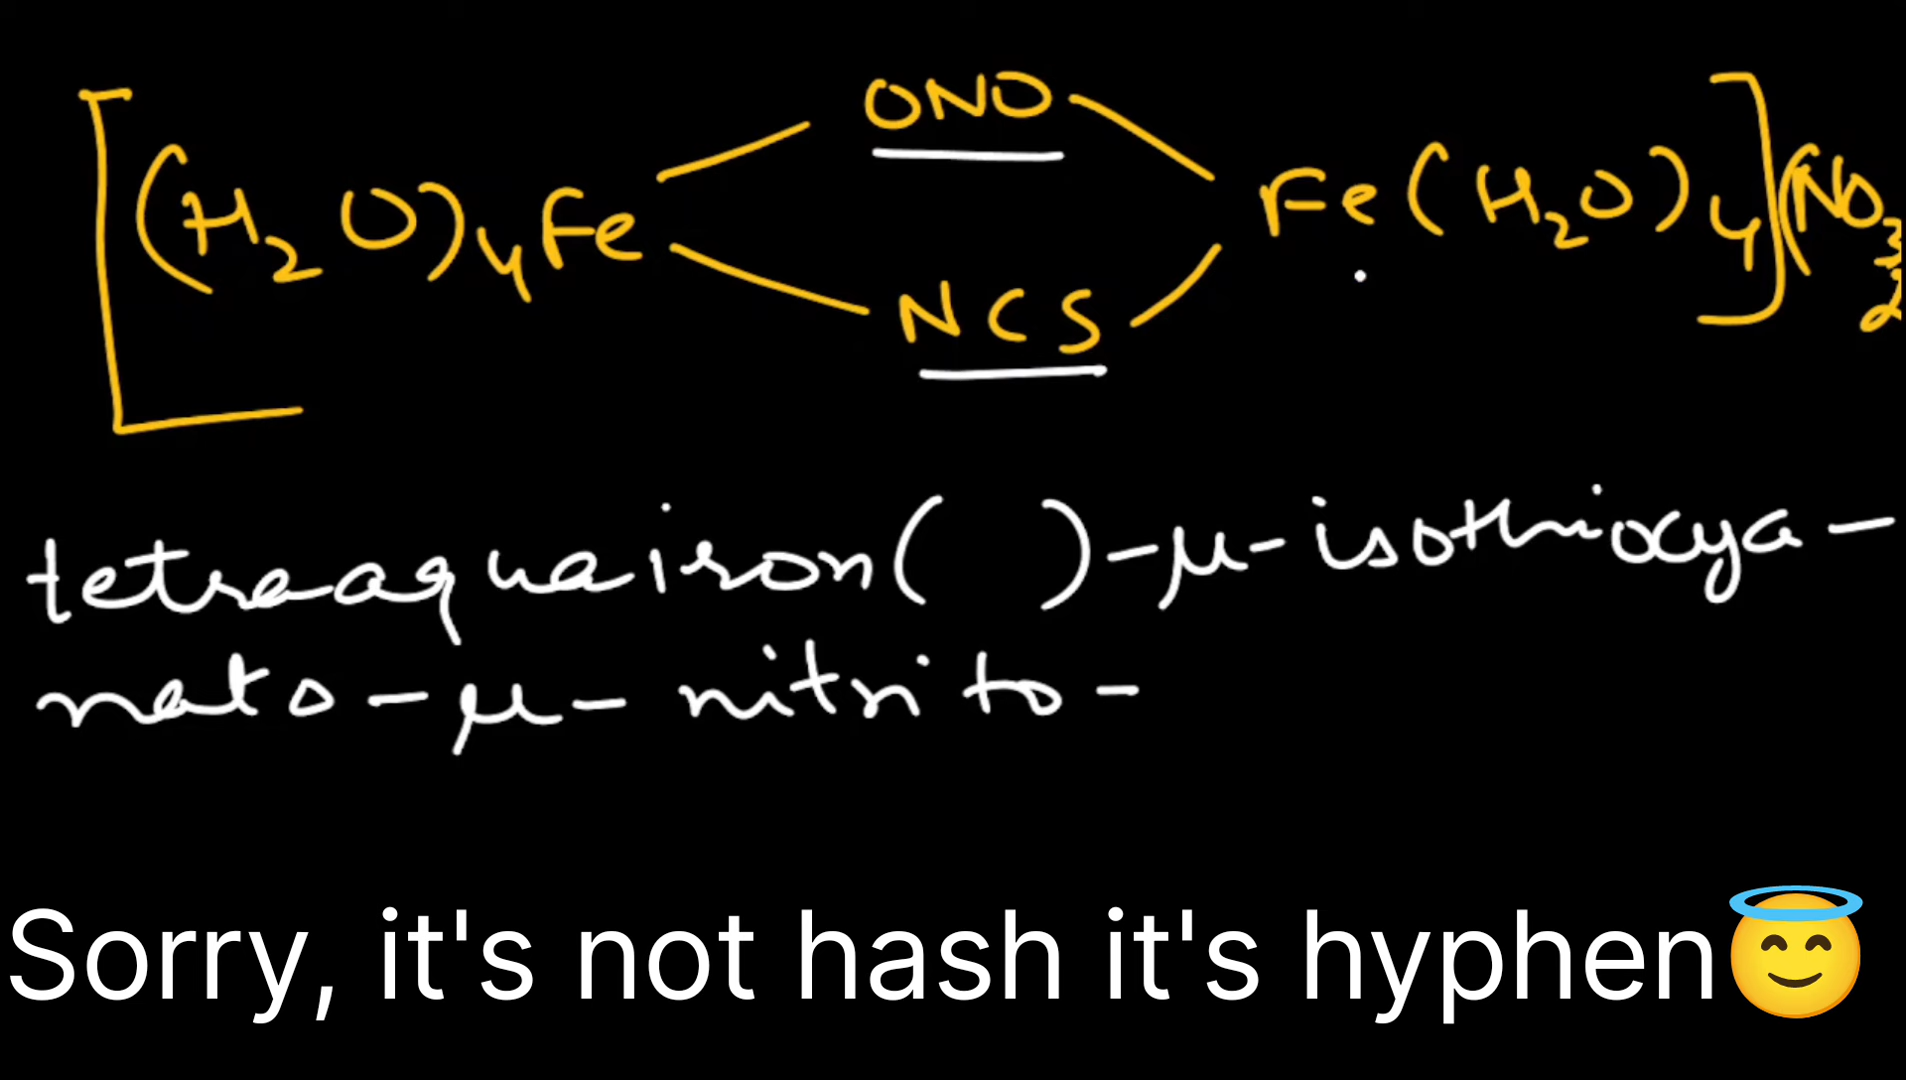 [(H₂O)₄Fe ONO NCS Fe(H₂O)₄](NO₃)₂
tetraaquairon( )-μ-isothiocya-
nato-μ-nitrito-
Sorry, it's not hash it's hyphen😇